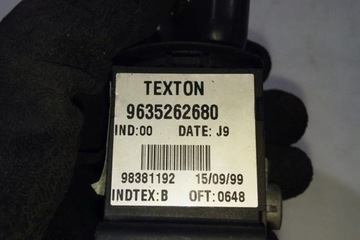 TEXTON
9635262680
IND:00 DATE: J9
98381192 15/09/99
INDTEX:B OFT:0648